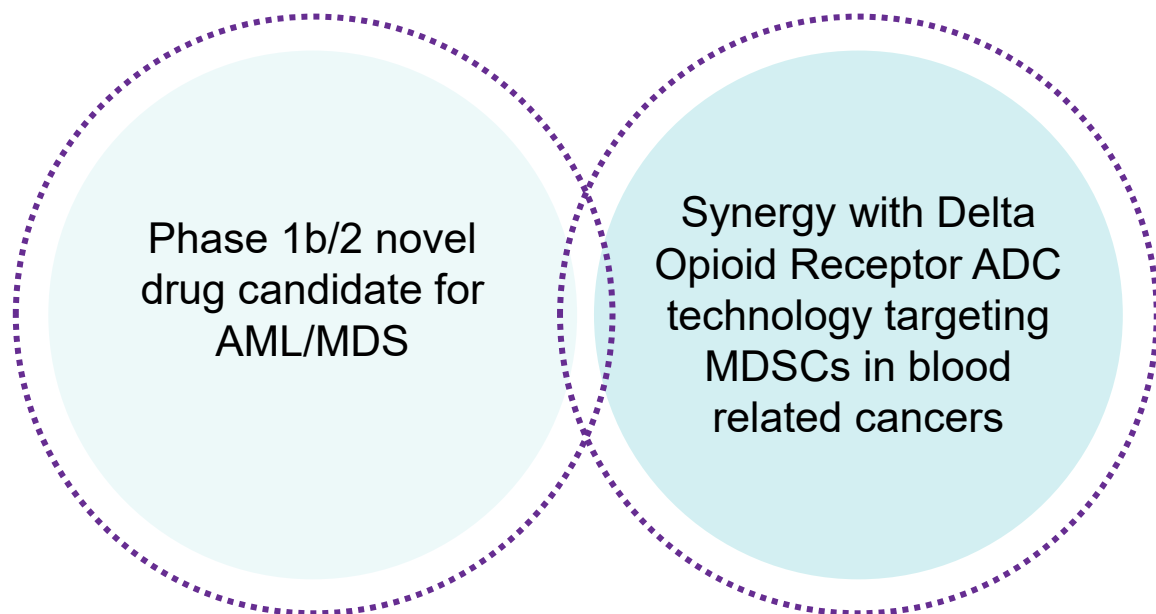 Phase 1b/2 novel
drug candidate for
AML/MDS
Synergy with Delta
Opioid Receptor ADC
technology targeting
MDSCs in blood
related cancers